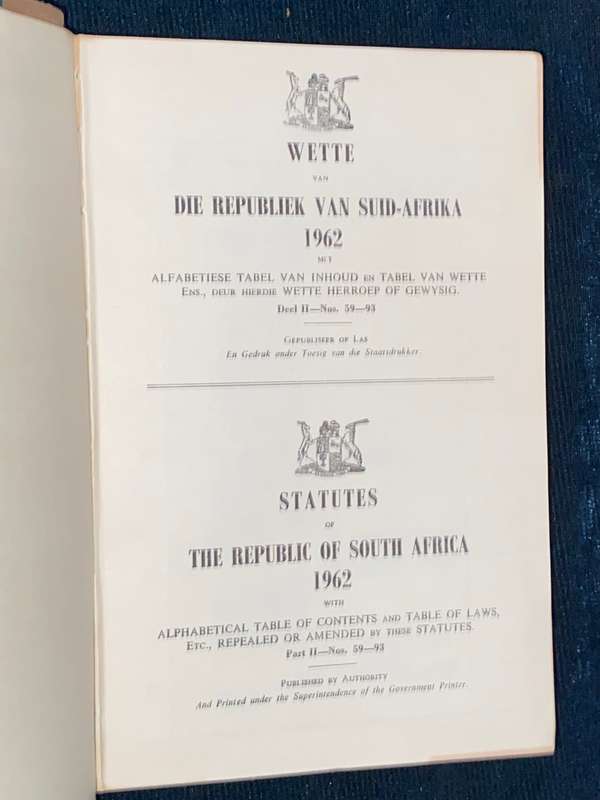 WETTE
VAN
DIE REPUBLIEK VAN SUID-AFRIKA
1962
MET
ALFABETIESE TABEL VAN INHOUD EN TABEL VAN WETTE
ENS., DEUR HIERDIE WETTE HERROEP OF GEWYSIG.
Deel II—Nos. 59—93
GEPUBLISEER OP LAS
En Gedruk onder Toesig van die Staatsdrukker.
STATUTES
OF
THE REPUBLIC OF SOUTH AFRICA
1962
WITH
ALPHABETICAL TABLE OF CONTENTS AND TABLE OF LAWS,
ETC., REPEALED OR AMENDED BY THESE STATUTES.
Part II—Nos. 59—93
PUBLISHED BY AUTHORITY
And Printed under the Superintendence of the Government Printer.